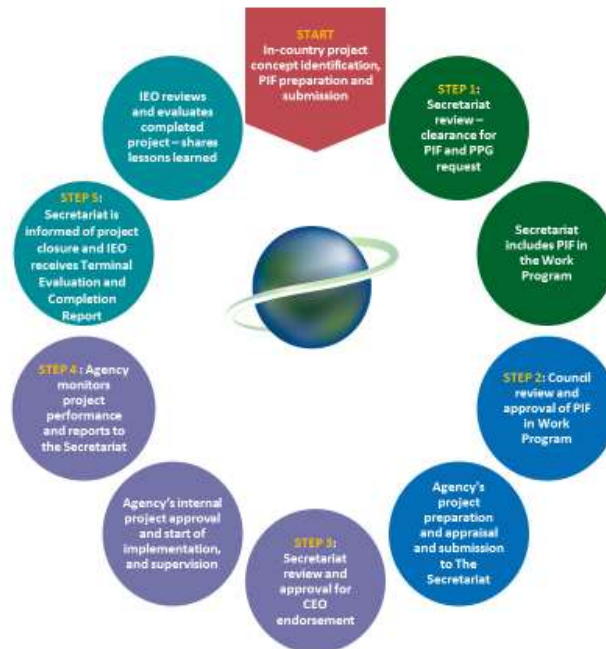 START
In-country project
concept identification,
PIF preparation and
submission
STEP 1:
Secretariat
review –
clearance for
PIF and PPG
request
Secretariat
includes PIF in
the Work
Program
STEP 2: Council
review and
approval of PIF
in Work
Program
Agency's
project
preparation
and appraisal
and submission
to The
Secretariat
STEP 3:
Secretariat
review and
approval for
CEO
endorsement
Agency's internal
project approval
and start of
implementation,
and supervision
STEP 4 : Agency
monitors
project
performance
and reports to
the Secretariat
STEP 5:
Secretariat is
informed of project
closure and IEO
receives Terminal
Evaluation and
Completion
Report
IEO reviews
and evaluates
completed
project – shares
lessons learned